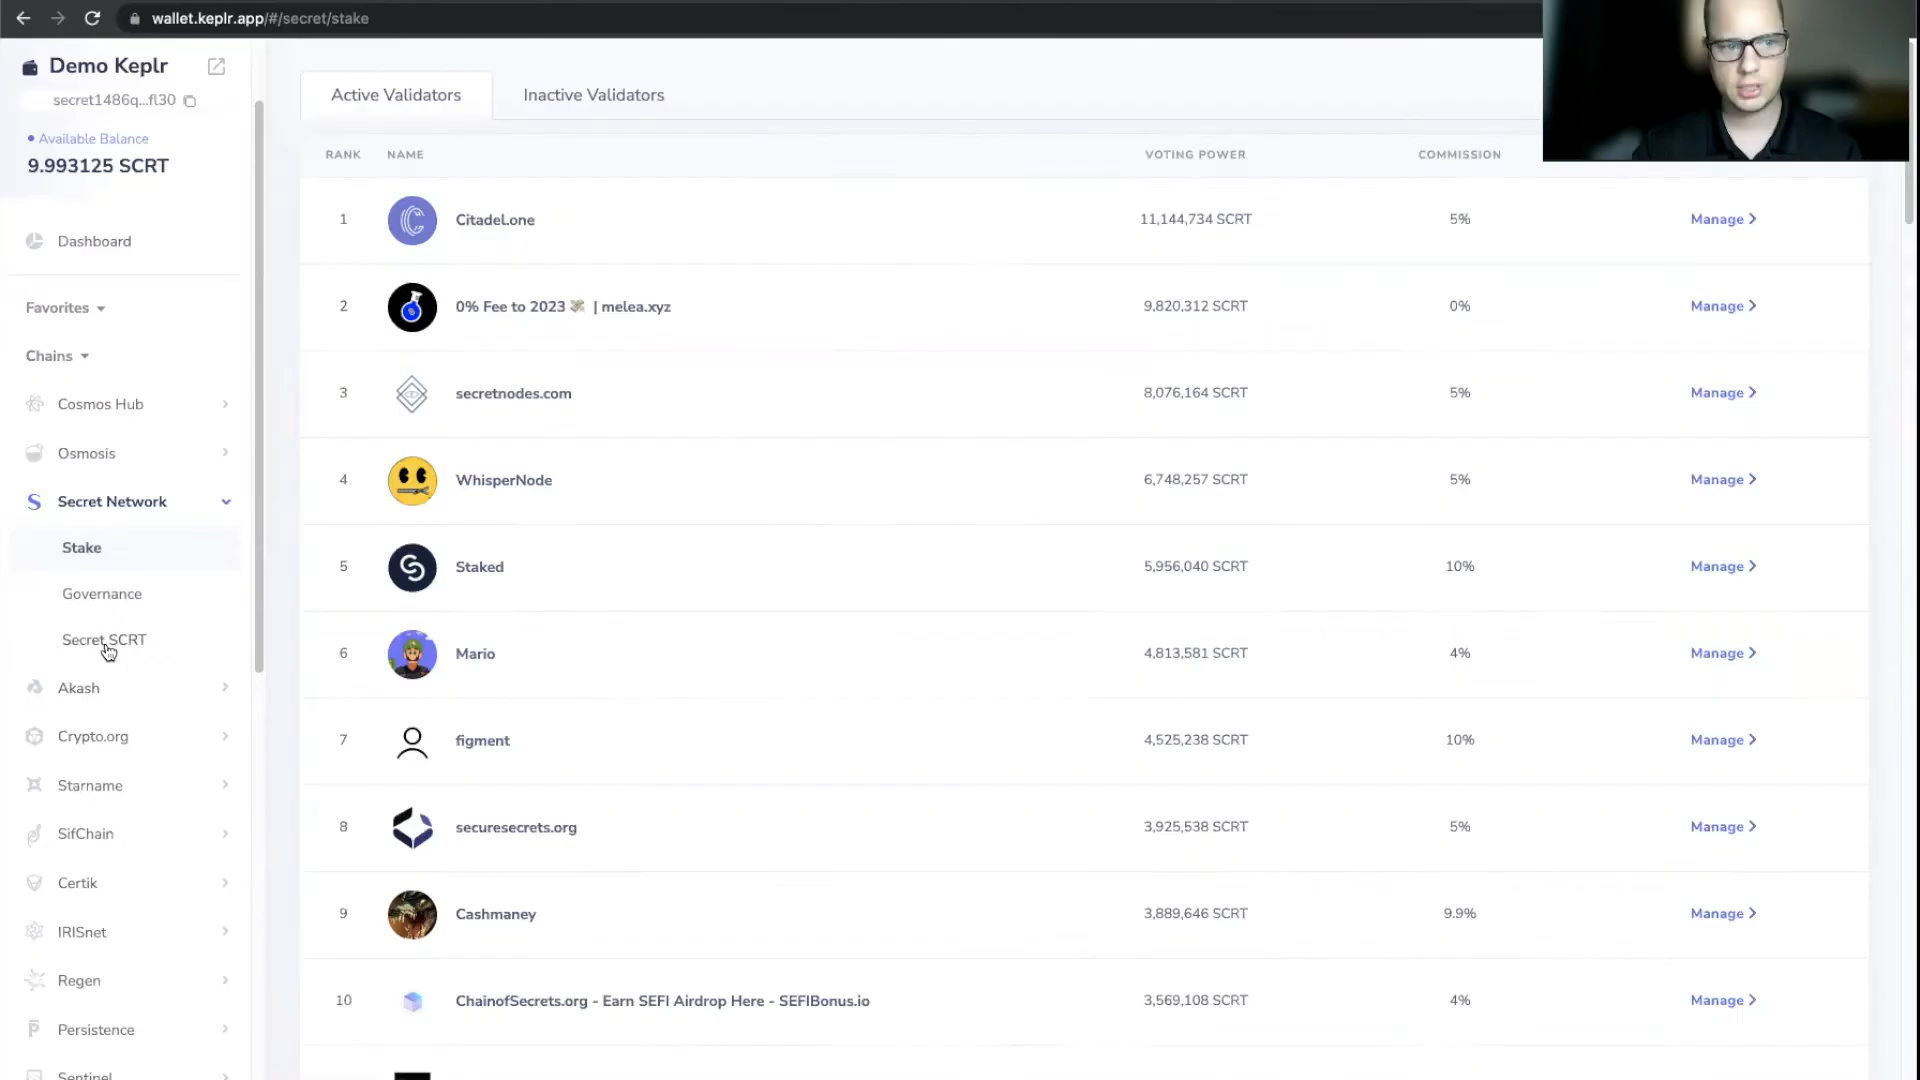 wallet.keplr.app/#/secret/stake
Demo Keplr
secret1486q...fl30
Available Balance
9.993125 SCRT
Dashboard
Favorites
Chains
Cosmos Hub
Osmosis
Secret Network
Stake
Governance
Secret SCRT
Akash
Crypto.org
Starname
SifChain
Certik
IRISnet
Regen
Persistence
Sentinel
Active Validators Inactive Validators
RANK NAME VOTING POWER COMMISSION
1 Citadel.one 11,144,734 SCRT 5% Manage
2 0% Fee to 2023 💸 | melea.xyz 9,820,312 SCRT 0% Manage
3 secretnodes.com 8,076,164 SCRT 5% Manage
4 WhisperNode 6,748,257 SCRT 5% Manage
5 Staked 5,956,040 SCRT 10% Manage
6 Mario 4,813,581 SCRT 4% Manage
7 figment 4,525,238 SCRT 10% Manage
8 securesecrets.org 3,925,538 SCRT 5% Manage
9 Cashmaney 3,889,646 SCRT 9.9% Manage
10 ChainofSecrets.org - Earn SEFI Airdrop Here - SEFIBonus.io 3,569,108 SCRT 4% Manage